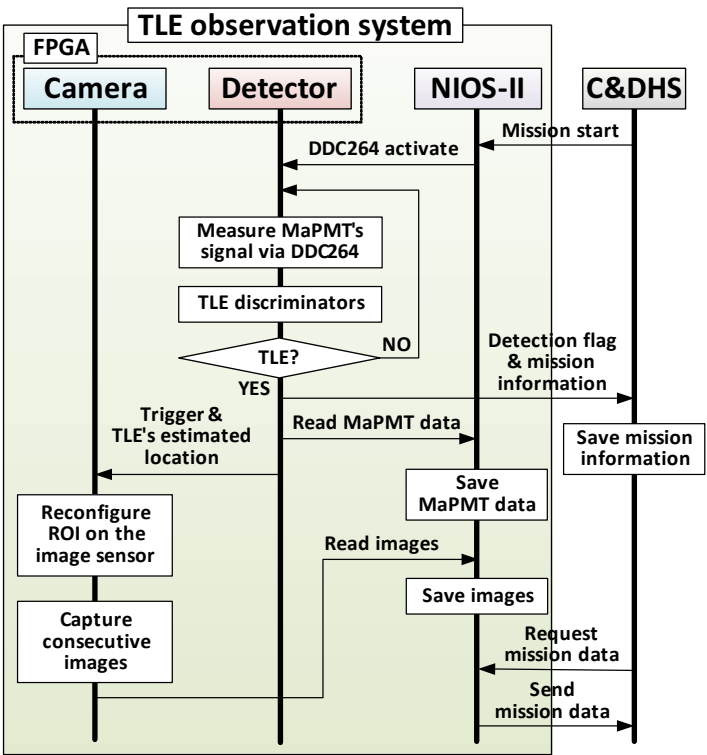 TLE observation system
FPGA
Camera
Detector
NIOS-II
C&DHS
Mission start
DDC264 activate
Measure MaPMT's
signal via DDC264
TLE discriminators
TLE?
NO
YES
Detection flag
& mission
information
Trigger &
TLE's estimated
location
Read MaPMT data
Save mission
information
Save
MaPMT data
Reconfigure
ROI on the
image sensor
Read images
Save images
Capture
consecutive
images
Request
mission data
Send
mission data